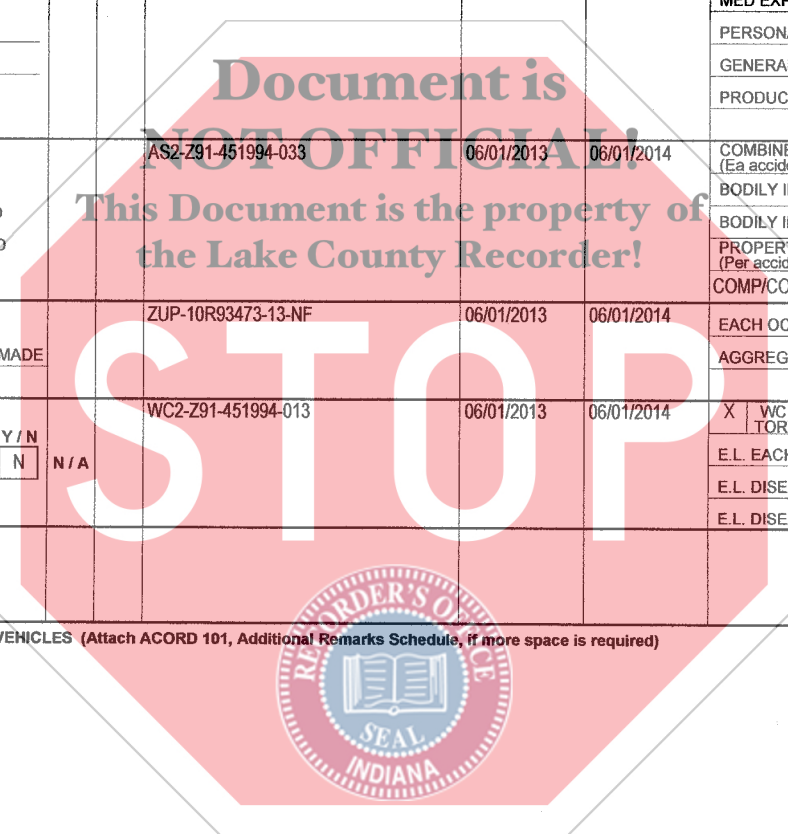 MED EXP
PERSONA
GENERA
PRODUC
Document is
NOT OFFICIAL!
This Document is the property of
the Lake County Recorder!
AS2-Z91-451994-033 06/01/2013 06/01/2014
COMBINE
(Ea accide
BODILY I
BODILY I
PROPERT
(Per accid
COMP/CO
ZUP-10R93473-13-NF 06/01/2013 06/01/2014
EACH OC
MADE
AGGREG
STOP
WC2-Z91-451994-013 06/01/2013 06/01/2014
X WC
TOR
Y / N
N N / A
E.L. EACH
E.L. DISE
E.L. DISE
VEHICLES (Attach ACORD 101, Additional Remarks Schedule, if more space is required)
RECORDER'S OFFICE
SEAL
INDIANA